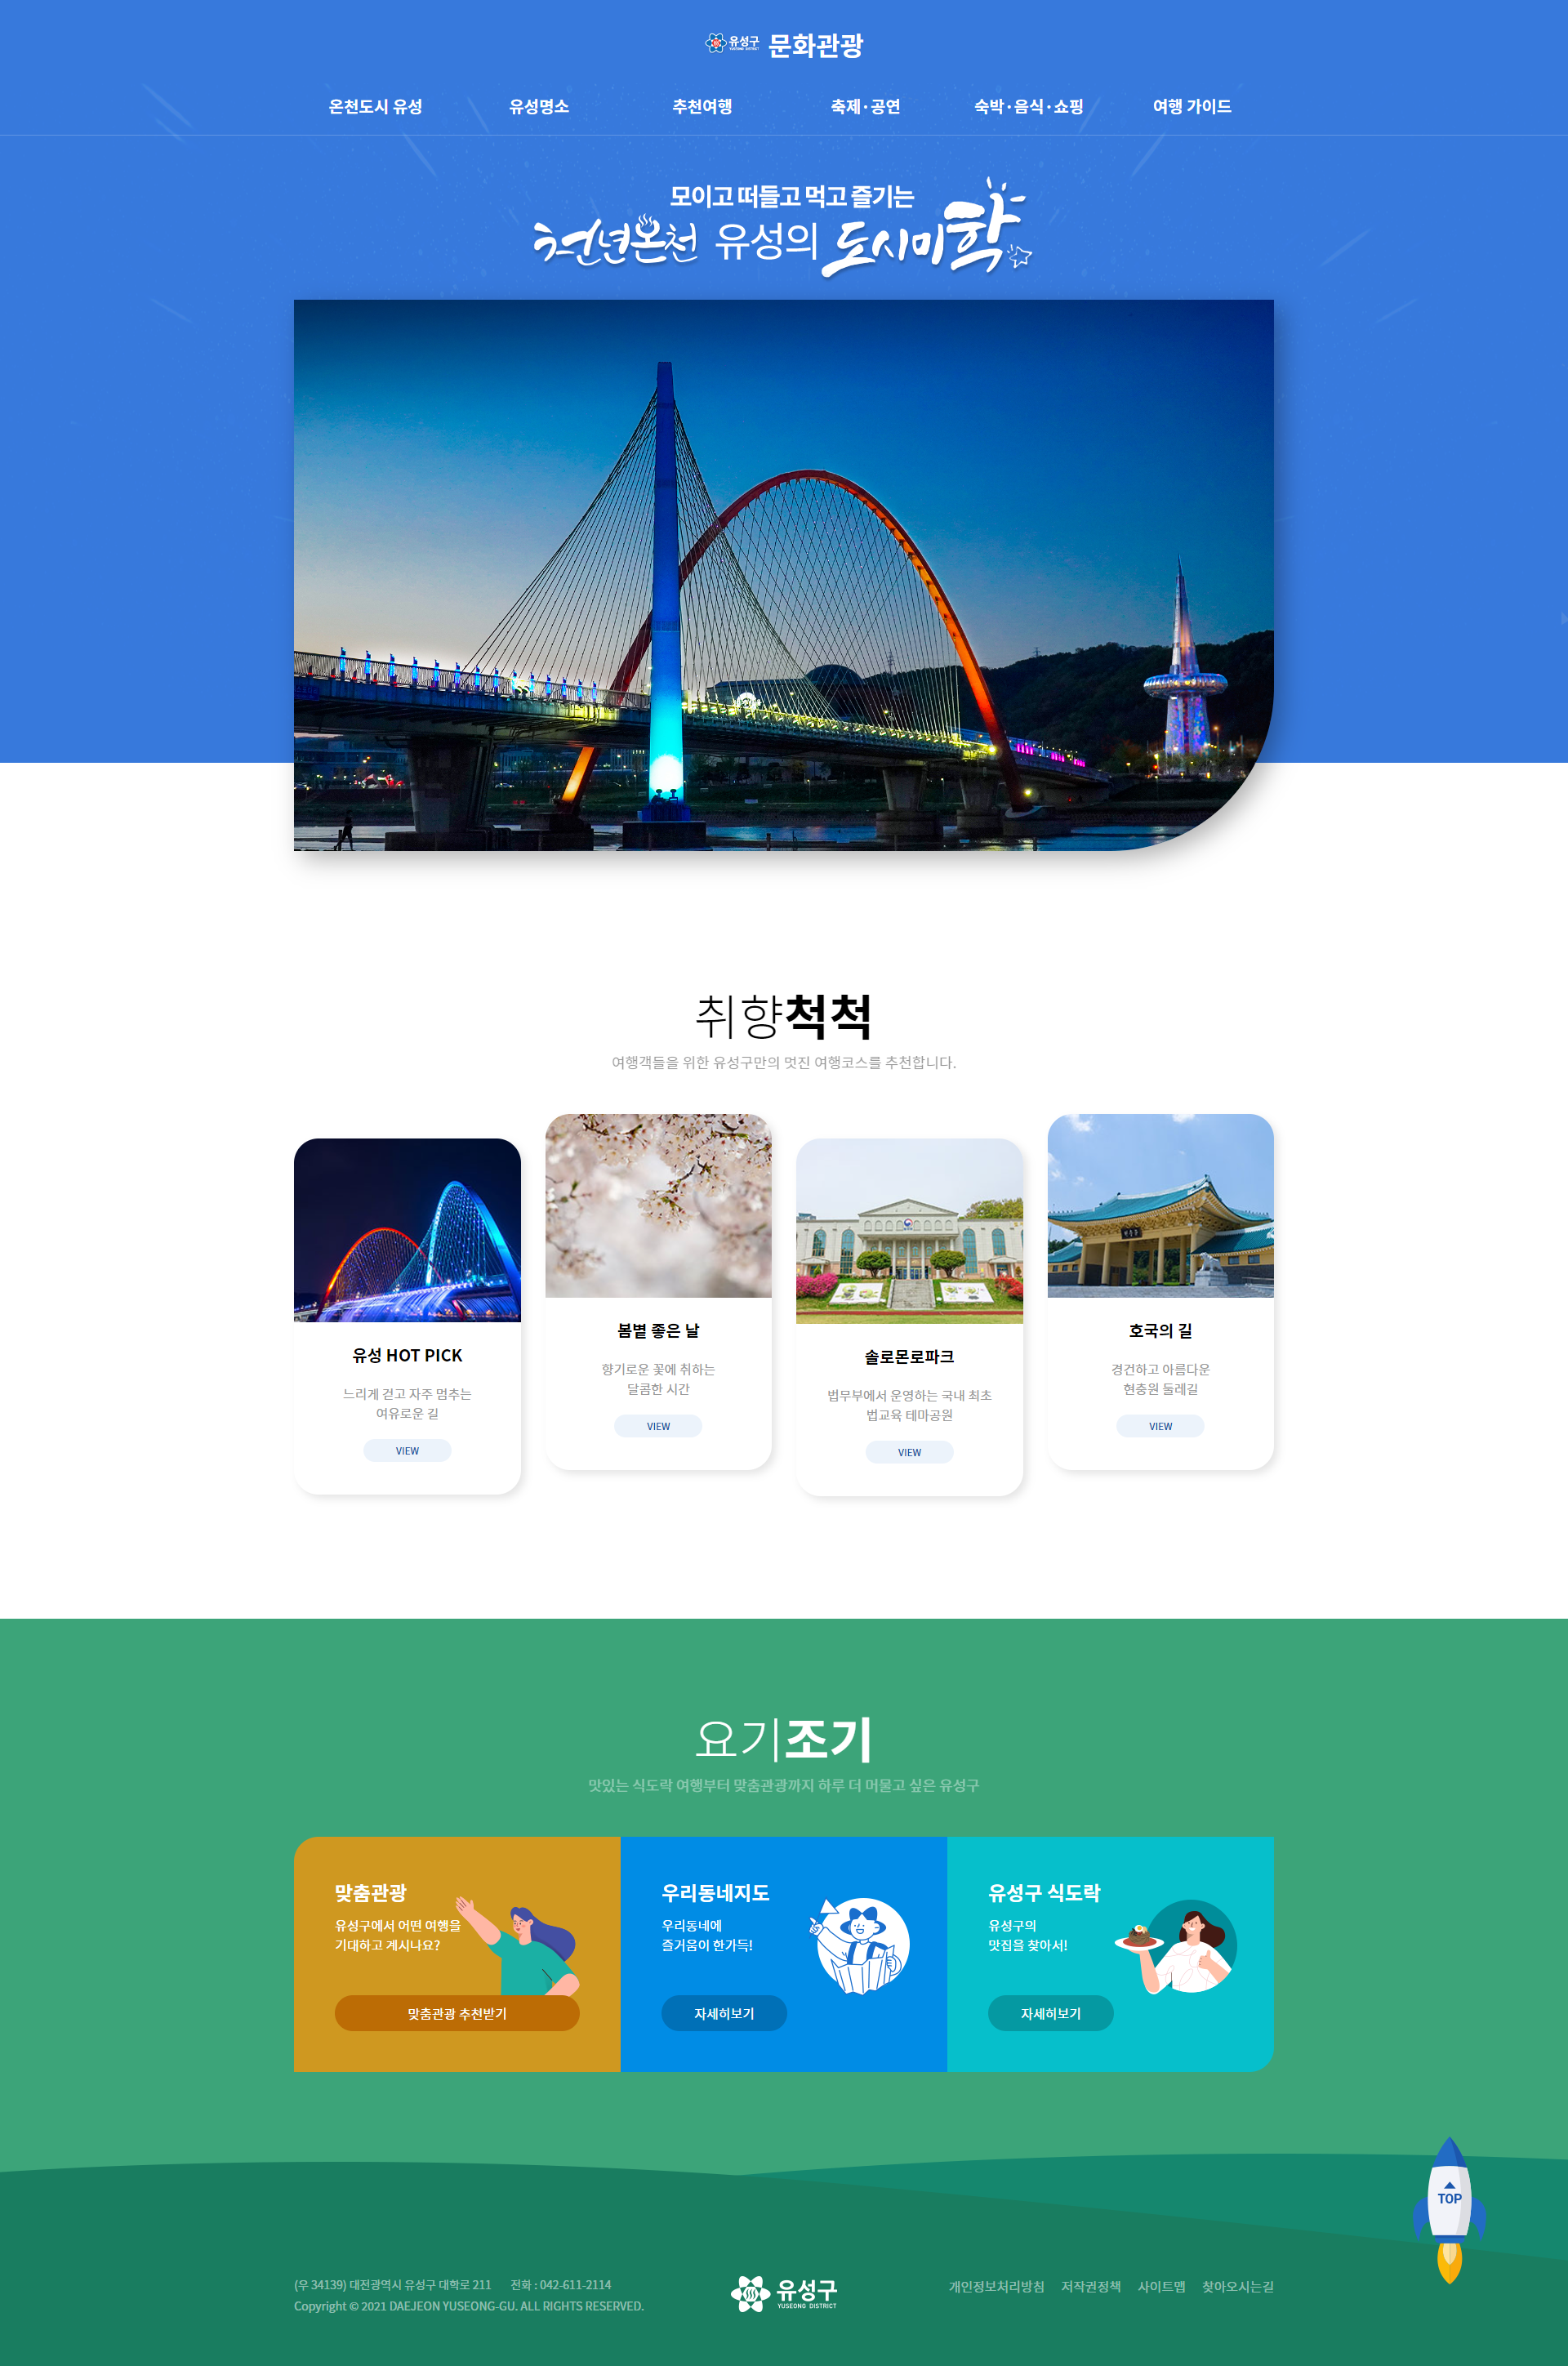 유성구 문화관광
YUSEONG DISTRICT
온천도시 유성 유성명소 추천여행 축제·공연 숙박·음식·쇼핑 여행 가이드
모이고 떠들고 먹고 즐기는
천년온천 유성의 도시미학
취향척척
여행객들을 위한 유성구만의 멋진 여행코스를 추천합니다.
유성 HOT PICK
느리게 걷고 자주 멈추는
여유로운 길
VIEW
봄볕 좋은 날
향기로운 꽃에 취하는
달콤한 시간
VIEW
솔로몬로파크
법무부에서 운영하는 국내 최초
법교육 테마공원
VIEW
호국의 길
경건하고 아름다운
현충원 둘레길
VIEW
요기조기
맛있는 식도락 여행부터 맞춤관광까지 하루 더 머물고 싶은 유성구
맞춤관광
유성구에서 어떤 여행을
기대하고 계시나요?
맞춤관광 추천받기
우리동네지도
우리동네에
즐거움이 한가득!
자세히보기
유성구 식도락
유성구의
맛집을 찾아서!
자세히보기
TOP
(우 34139) 대전광역시 유성구 대학로 211 전화 : 042-611-2114
Copyright © 2021 DAEJEON YUSEONG-GU. ALL RIGHTS RESERVED.
유성구
YUSEONG DISTRICT
개인정보처리방침 저작권정책 사이트맵 찾아오시는길